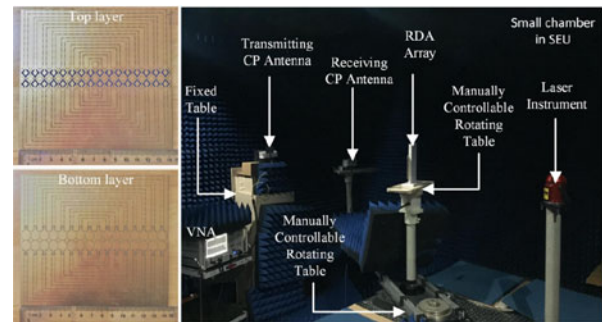 Top layer
Bottom layer
Transmitting
CP Antenna
Receiving
CP Antenna
RDA
Array
Small chamber
in SEU
Fixed
Table
Manually
Controllable
Rotating
Table
Laser
Instrument
VNA
Manually
Controllable
Rotating
Table